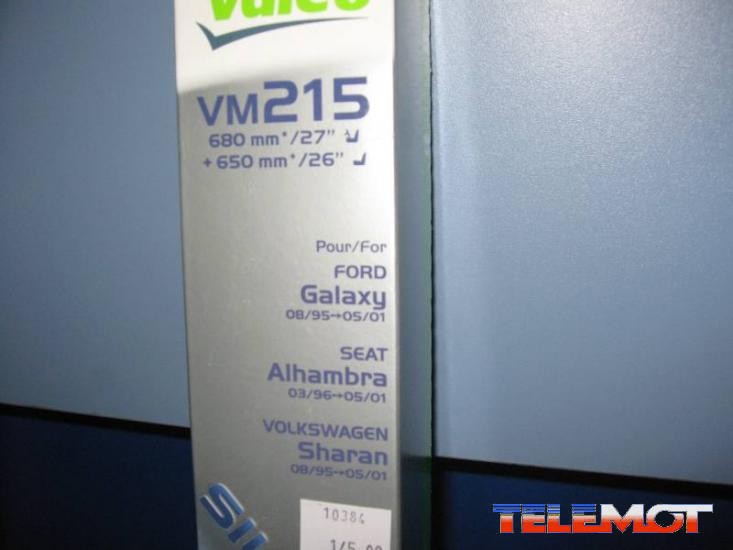 Valeo
VM215
680 mm*/27"
+ 650 mm*/26"
Pour/For
FORD
Galaxy
08/95→05/01
SEAT
Alhambra
03/96→05/01
VOLKSWAGEN
Sharan
08/95→05/01
10384
TELEMOT